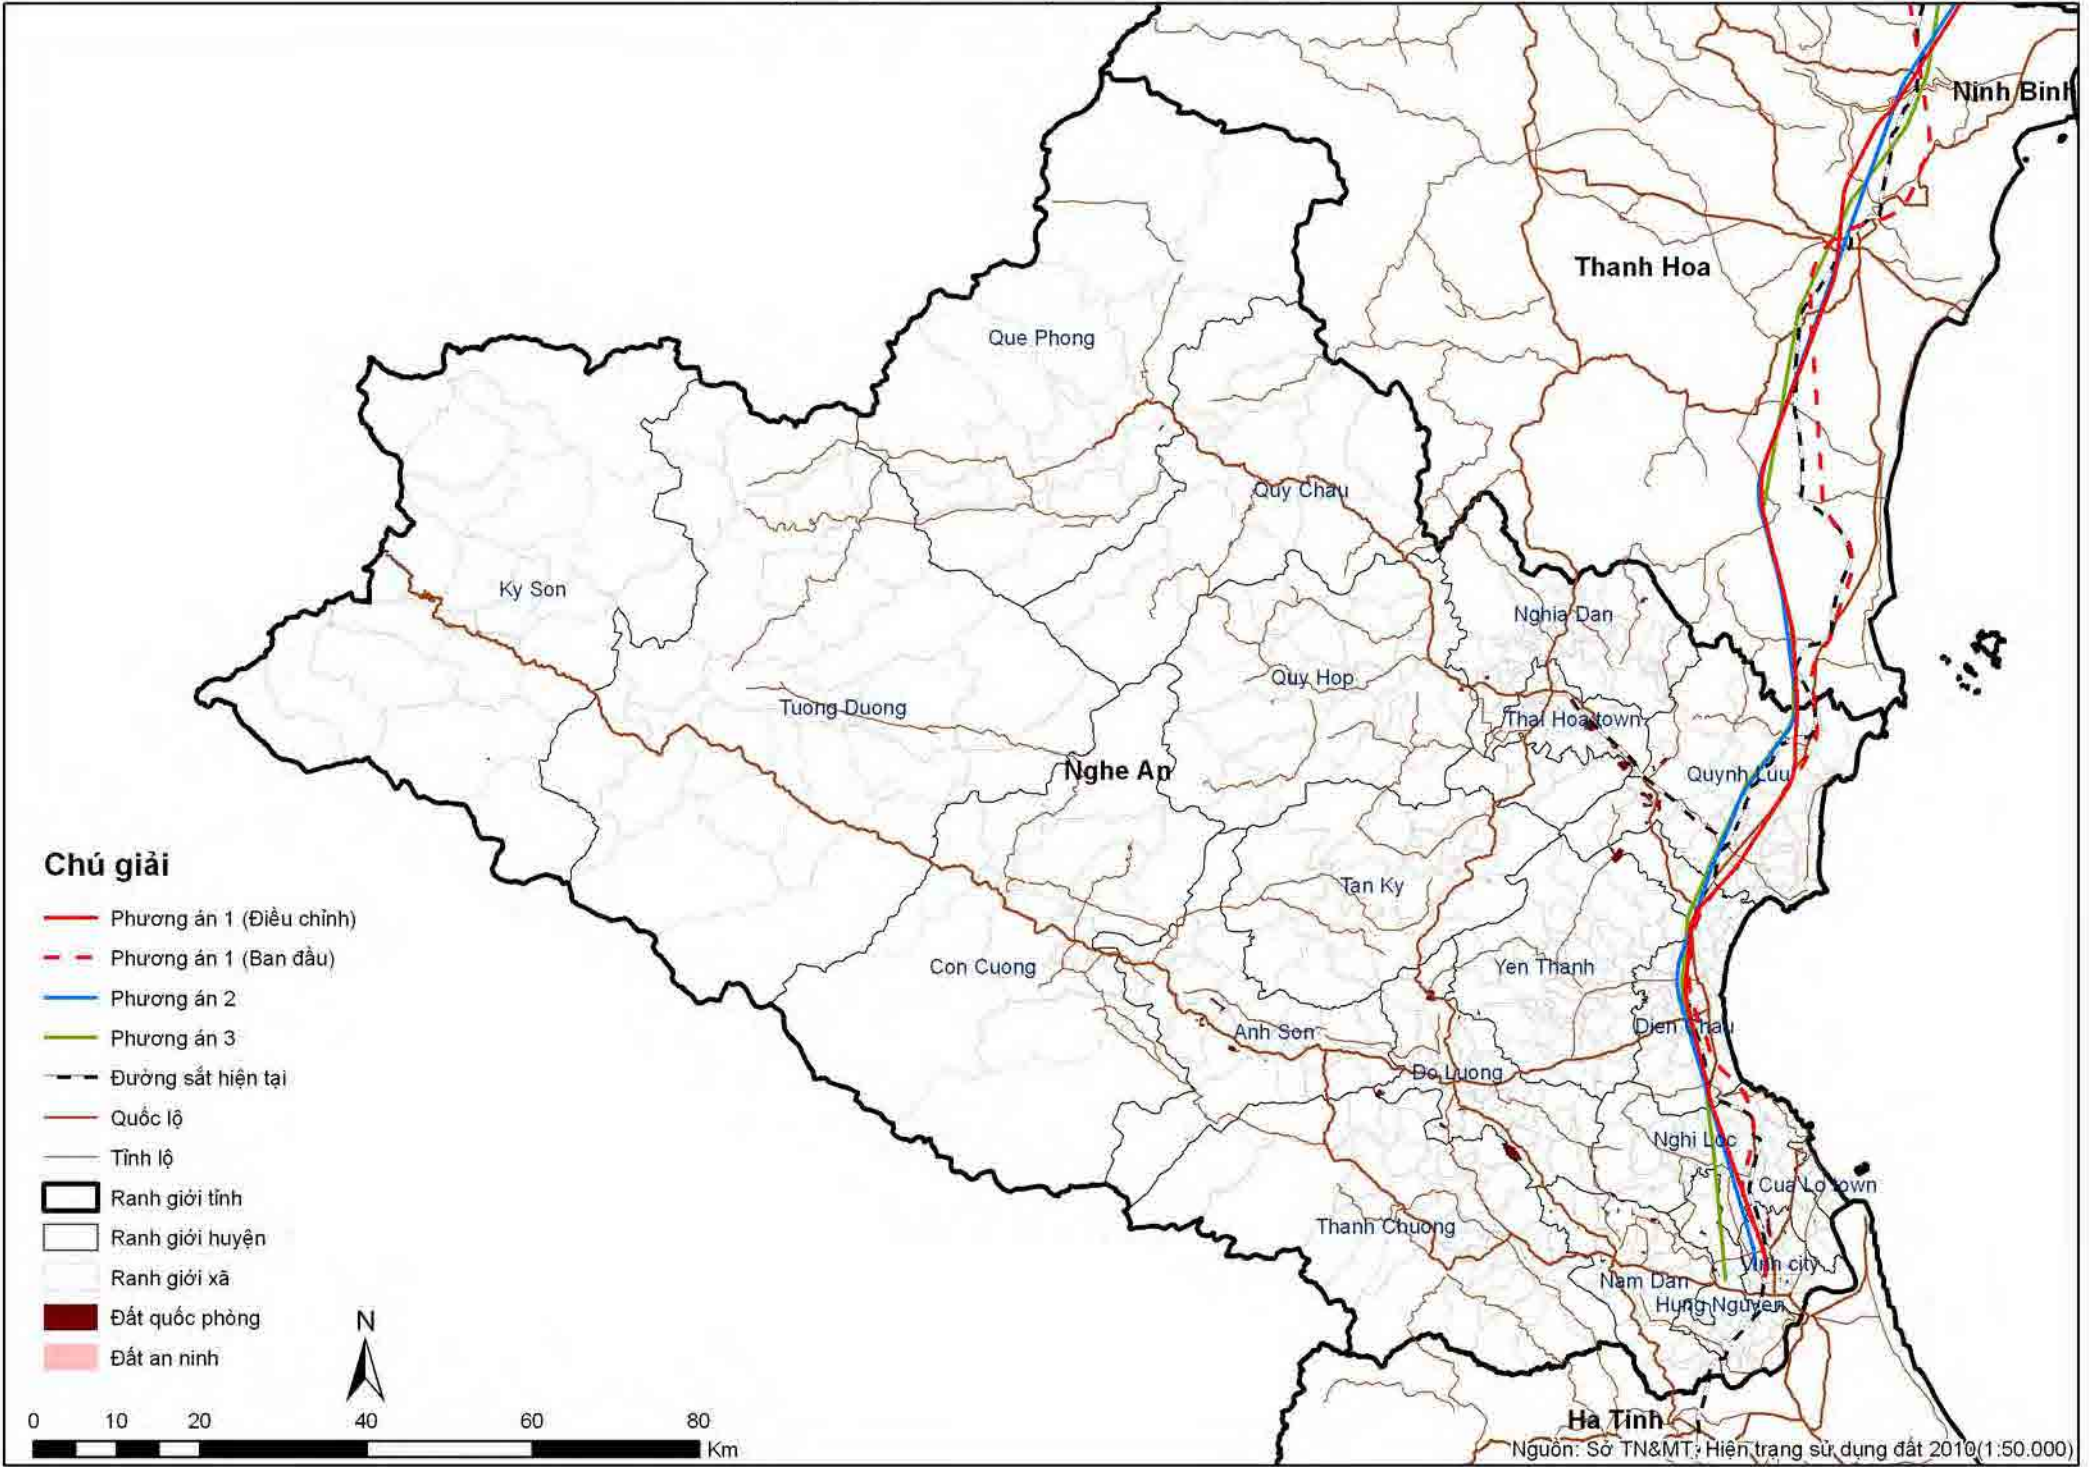 Ninh Binh
Thanh Hoa
Que Phong
Quy Chau
Ky Son
Nghia Dan
Quy Hop
Tuong Duong
Thai Hoa town
Nghe An
Quynh Luu
Tan Ky
Con Cuong
Yen Thanh
Anh Son
Dien Chau
Do Luong
Nghi Loc
Cua Lo town
Thanh Chuong
Vinh city
Nam Dan
Hung Nguyen
Ha Tinh
Chú giải
Phương án 1 (Điều chỉnh)
Phương án 1 (Ban đầu)
Phương án 2
Phương án 3
Đường sắt hiện tại
Quốc lộ
Tỉnh lộ
Ranh giới tỉnh
Ranh giới huyện
Ranh giới xã
Đất quốc phòng
Đất an ninh
N
0 10 20 40 60 80
Km
Nguồn: Sở TN&MT: Hiện trạng sử dụng đất 2010(1:50.000)